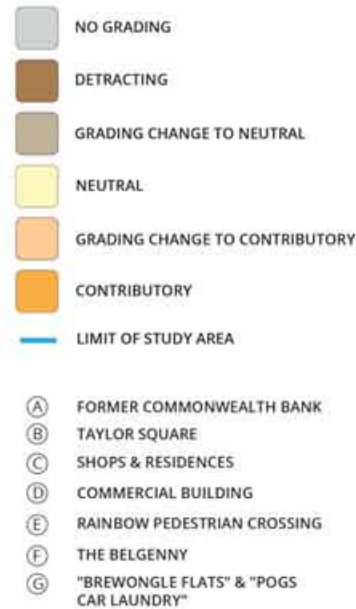 NO GRADING
DETRACTING
GRADING CHANGE TO NEUTRAL
NEUTRAL
GRADING CHANGE TO CONTRIBUTORY
CONTRIBUTORY
LIMIT OF STUDY AREA
A FORMER COMMONWEALTH BANK
B TAYLOR SQUARE
C SHOPS & RESIDENCES
D COMMERCIAL BUILDING
E RAINBOW PEDESTRIAN CROSSING
F THE BELGENNY
G "BREWONGLE FLATS" & "POGS
CAR LAUNDRY"